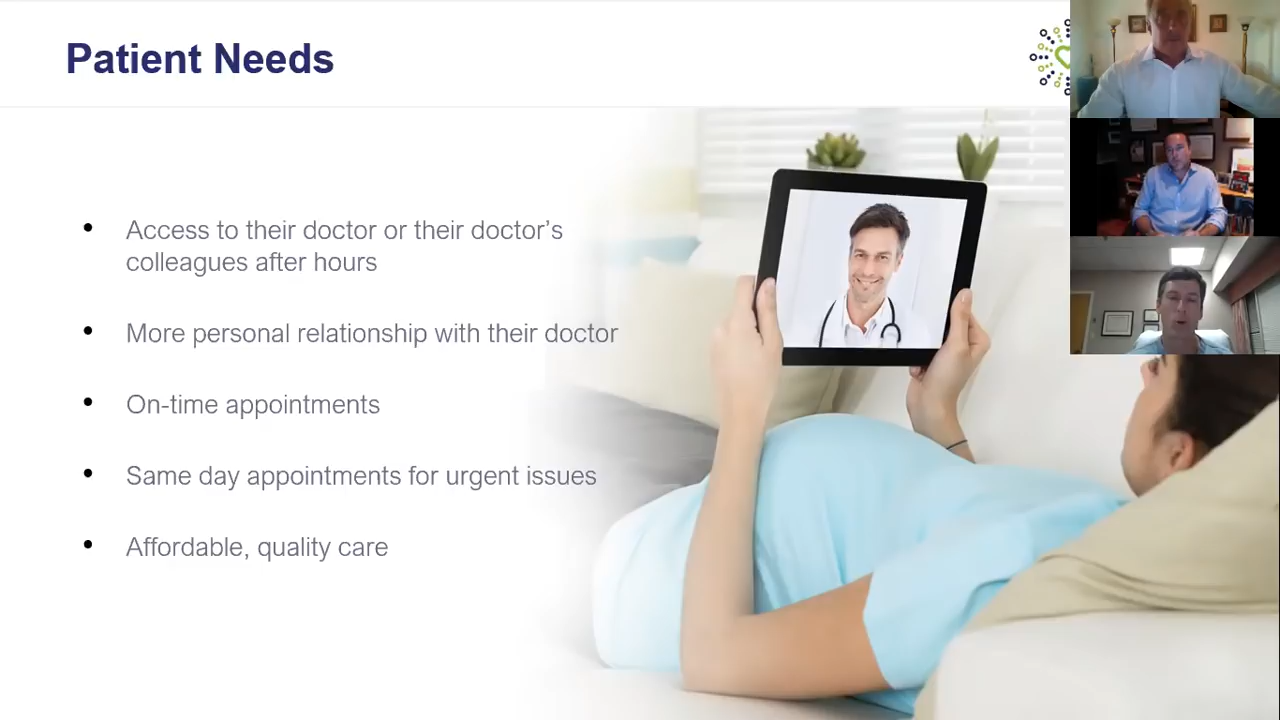 Patient Needs
• Access to their doctor or their doctor’s
colleagues after hours
• More personal relationship with their doctor
• On-time appointments
• Same day appointments for urgent issues
• Affordable, quality care